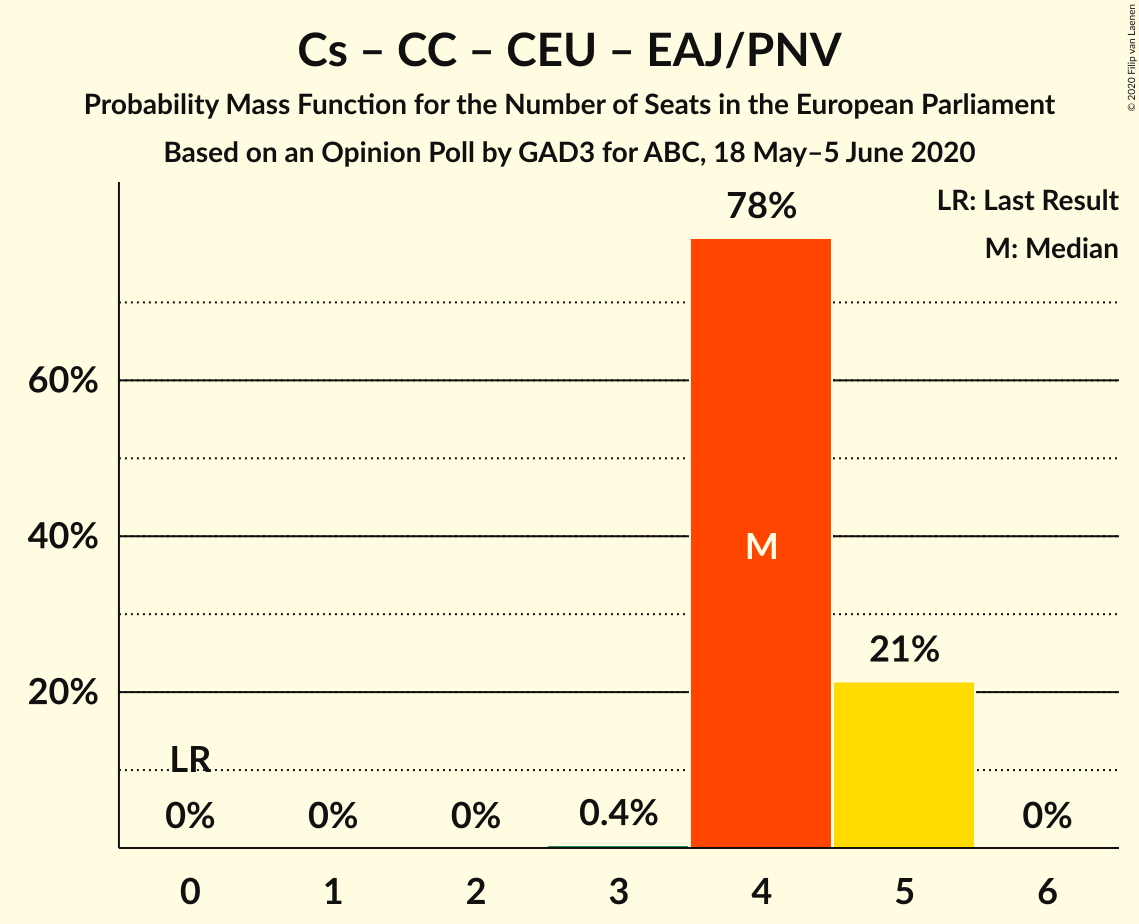 Cs – CC – CEU – EAJ/PNV
Probability Mass Function for the Number of Seats in the European Parliament
Based on an Opinion Poll by GAD3 for ABC, 18 May–5 June 2020
© 2020 Filip van Laenen
LR: Last Result
M: Median
78%
60%
40%
M
21%
20%
LR
0%
0%
0%
0.4%
0%
0
1
2
3
4
5
6